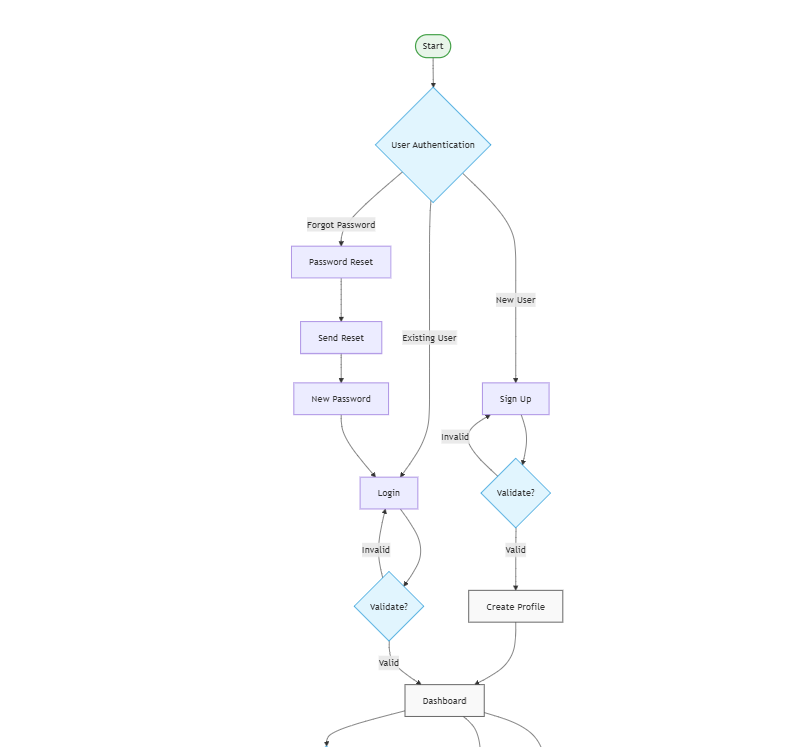 Start
User Authentication
Forgot Password
Password Reset
New User
Send Reset
Existing User
New Password
Sign Up
Invalid
Login
Validate?
Invalid
Valid
Validate?
Create Profile
Valid
Dashboard